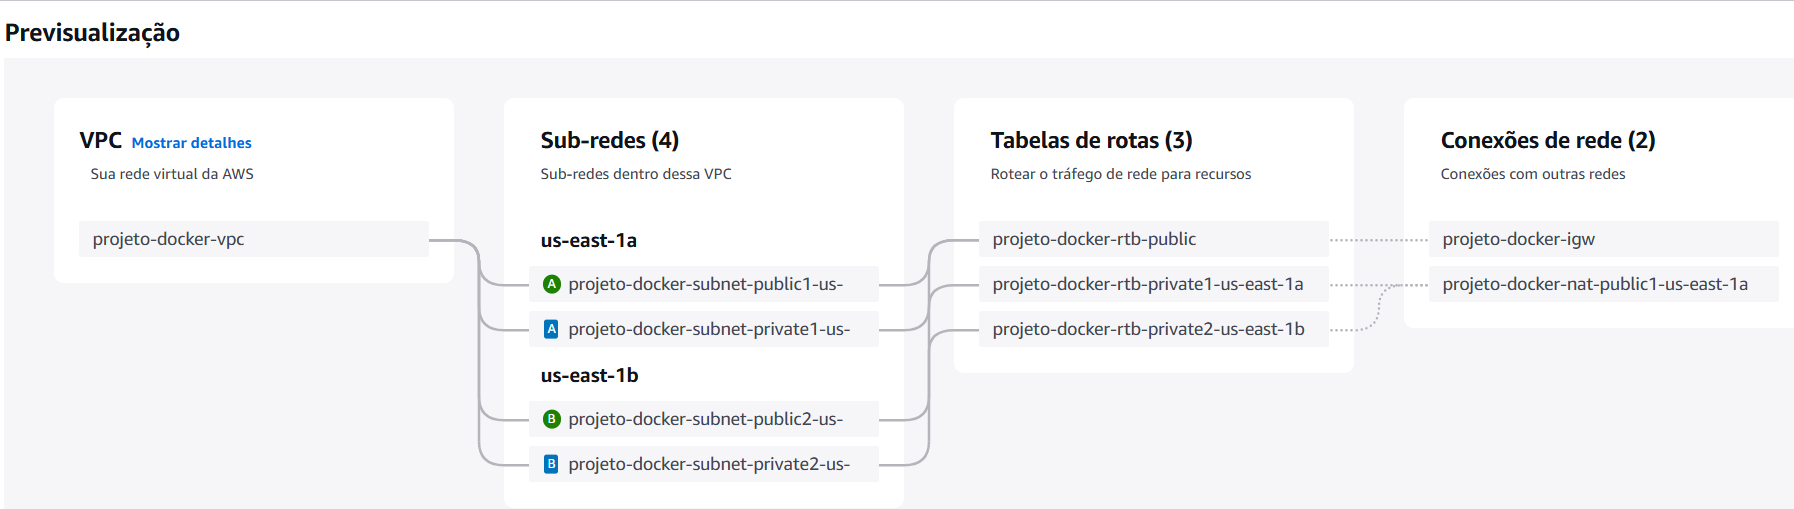 Previsualização
VPC Mostrar detalhes
Sua rede virtual da AWS
projeto-docker-vpc
Sub-redes (4)
Sub-redes dentro dessa VPC
us-east-1a
A projeto-docker-subnet-public1-us-
A projeto-docker-subnet-private1-us-
us-east-1b
B projeto-docker-subnet-public2-us-
B projeto-docker-subnet-private2-us-
Tabelas de rotas (3)
Rotear o tráfego de rede para recursos
projeto-docker-rtb-public
projeto-docker-rtb-private1-us-east-1a
projeto-docker-rtb-private2-us-east-1b
Conexões de rede (2)
Conexões com outras redes
projeto-docker-igw
projeto-docker-nat-public1-us-east-1a